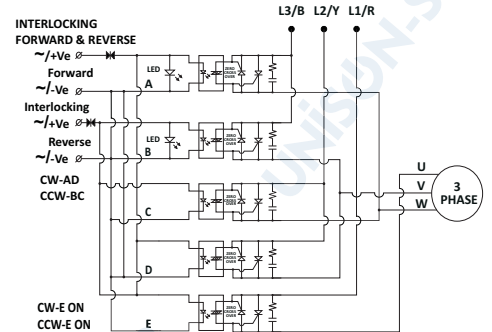 L3/B L2/Y L1/R
INTERLOCKING
FORWARD & REVERSE
~/+Ve
Forward
~/-Ve
A
LED
ZERO
CROSS
OVER
Interlocking
~/+Ve
Reverse
~/-Ve
B
LED
ZERO
CROSS
OVER
CW-AD
CCW-BC
C
ZERO
CROSS
OVER
D
ZERO
CROSS
OVER
CW-E ON
CCW-E ON
E
ZERO
CROSS
OVER
U
V
W
3
PHASE
UNISON-S